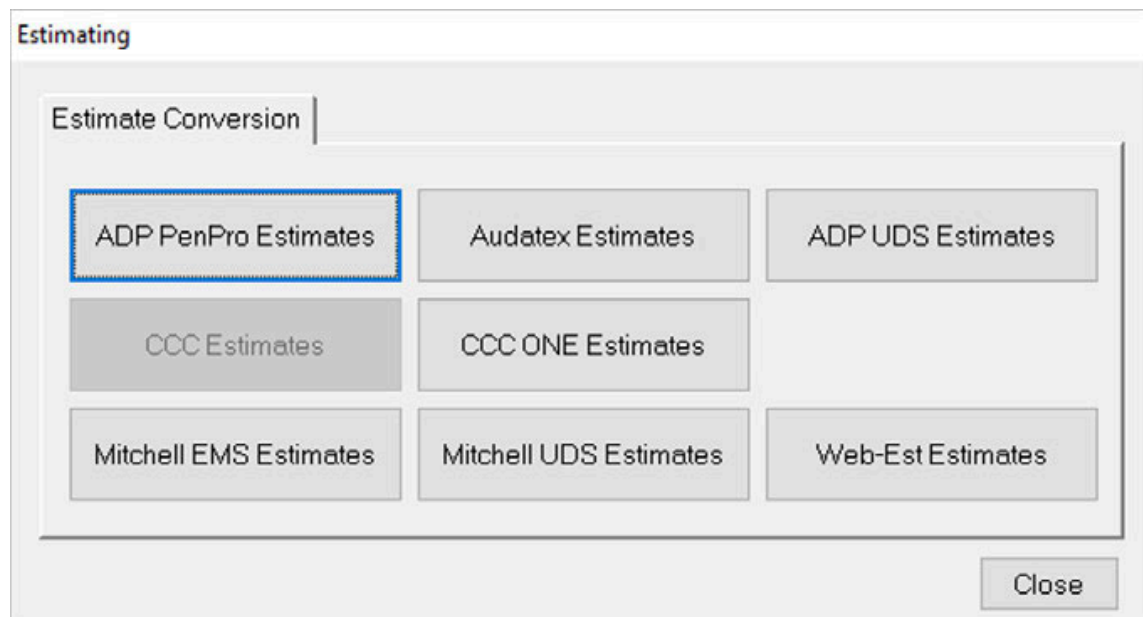 Estimating
Estimate Conversion
ADP PenPro Estimates
Audatex Estimates
ADP UDS Estimates
CCC Estimates
CCC ONE Estimates
Mitchell EMS Estimates
Mitchell UDS Estimates
Web-Est Estimates
Close